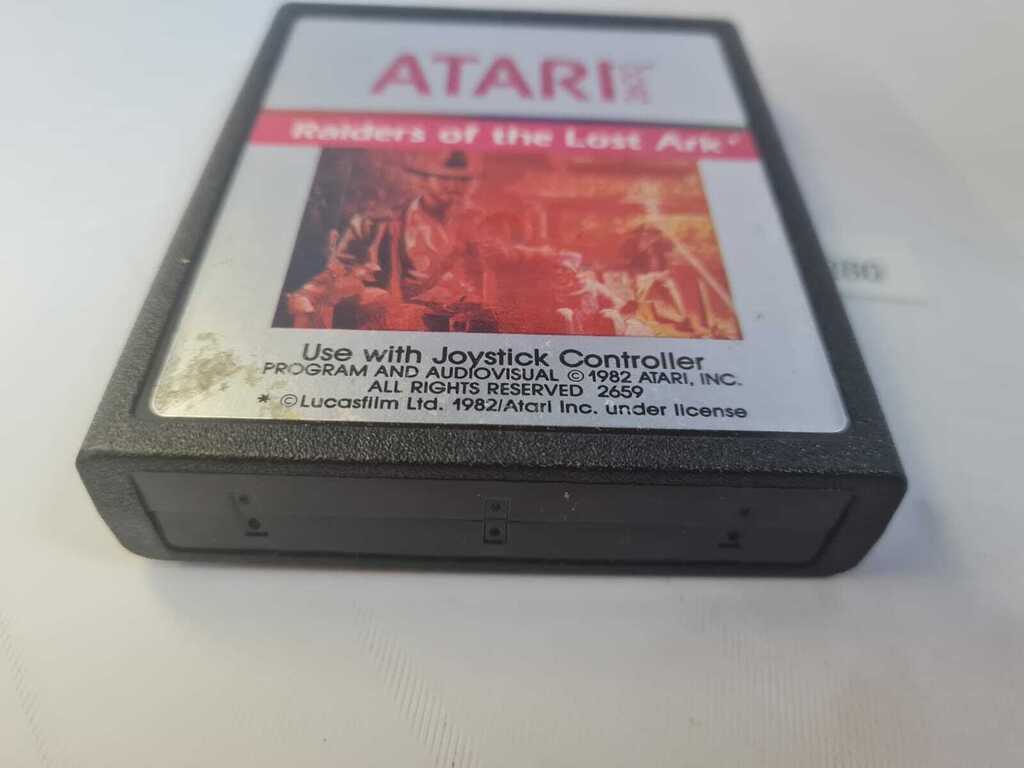 ATARI
Raiders of the Lost Ark*
Use with Joystick Controller
PROGRAM AND AUDIOVISUAL © 1982 ATARI, INC.
ALL RIGHTS RESERVED 2659
* ©Lucasfilm Ltd. 1982/Atari Inc. under license